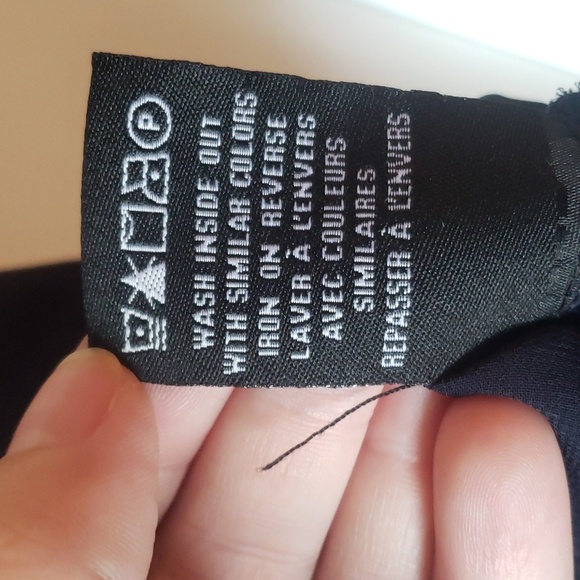 WASH INSIDE OUT
WITH SIMILAR COLORS
IRON ON REVERSE
LAVER À L'ENVERS
AVEC COULEURS
SIMILAIRES
REPASSER À L'ENVERS
P